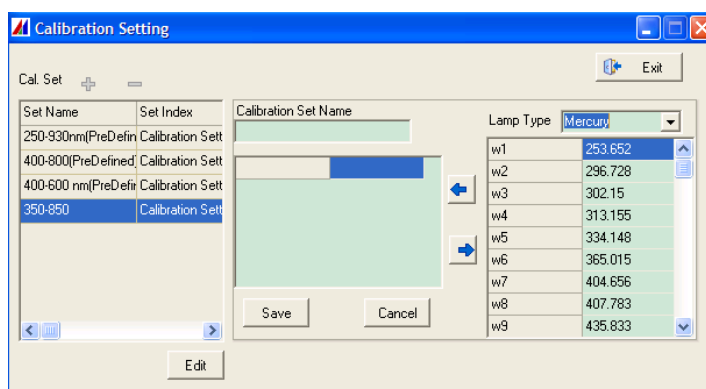 Calibration Setting
Exit
Cal. Set
Set Name Set Index
250-930nm(PreDefin Calibration Sett
400-800(PreDefined) Calibration Sett
400-600 nm(PreDefin Calibration Sett
350-850 Calibration Sett
Edit
Calibration Set Name
Save Cancel
Lamp Type Mercury
w1 253.652
w2 296.728
w3 302.15
w4 313.155
w5 334.148
w6 365.015
w7 404.656
w8 407.783
w9 435.833